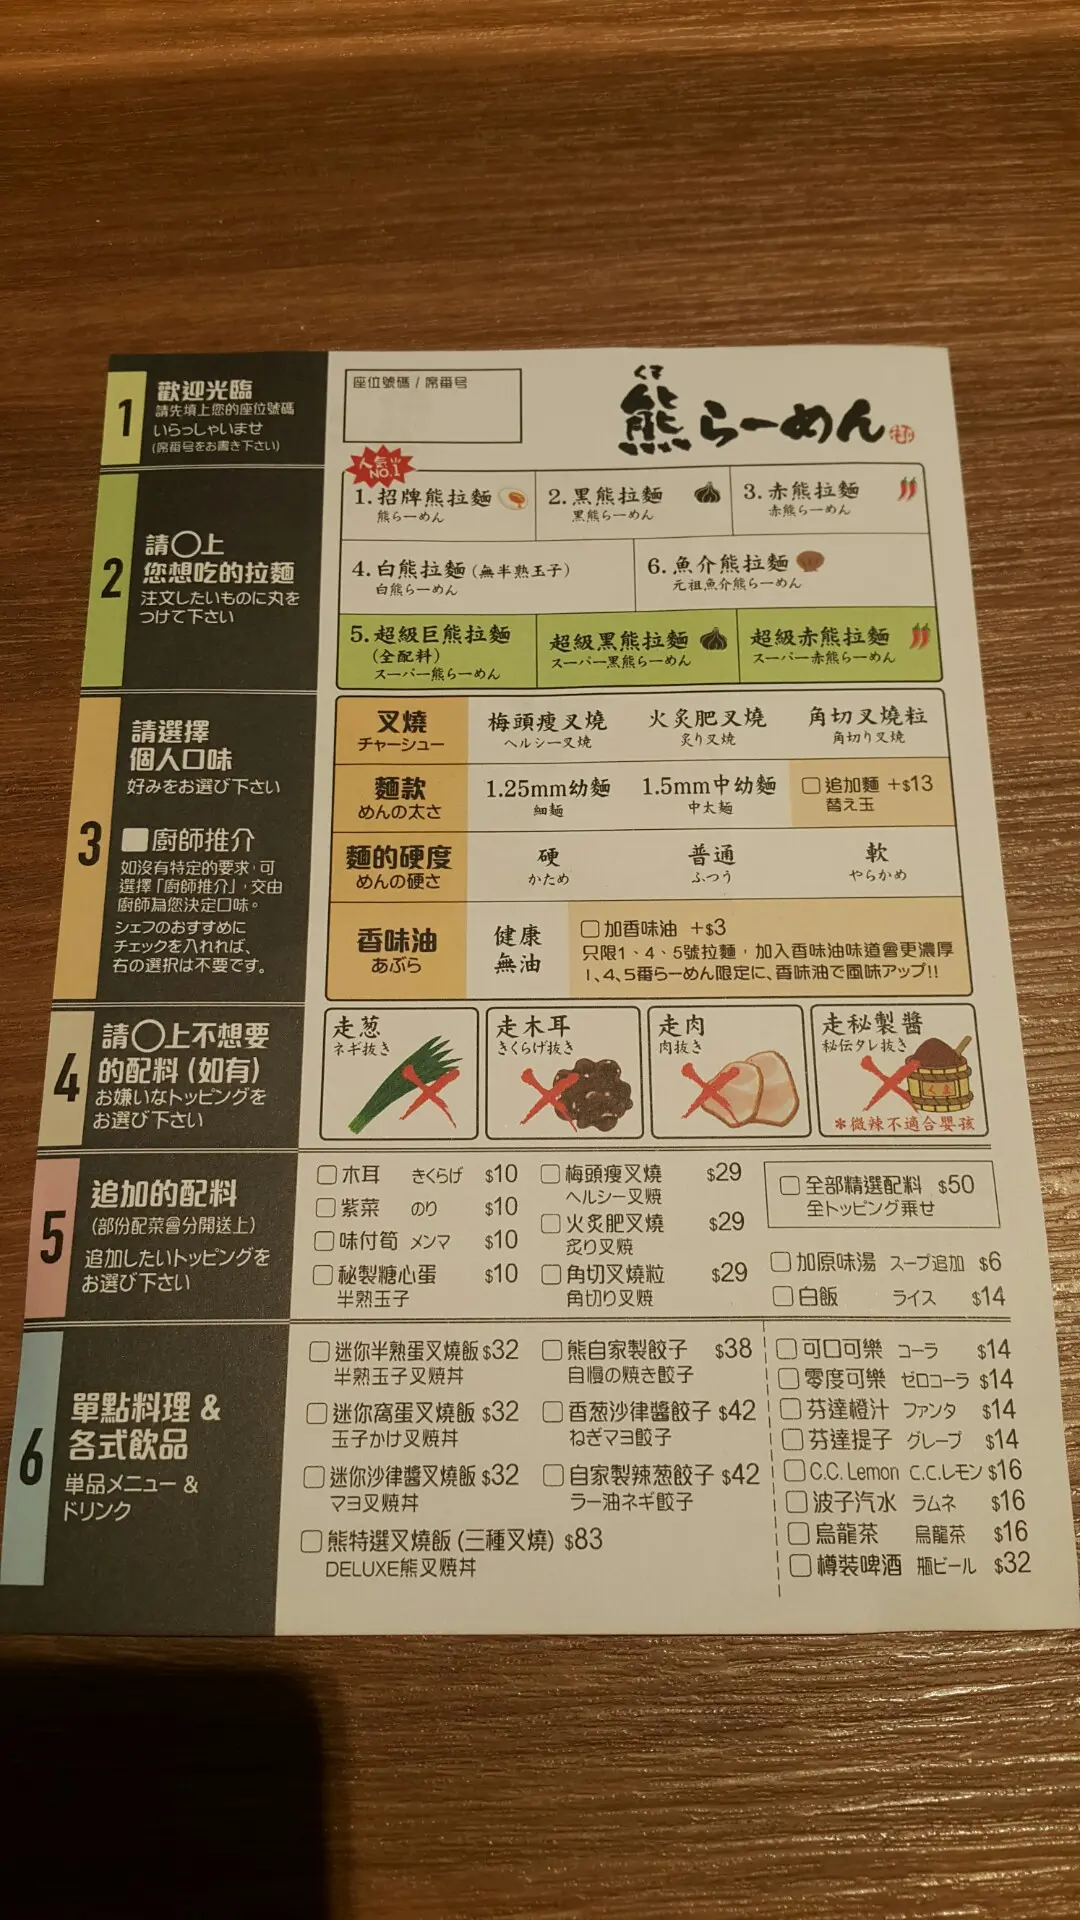 1
歡迎光臨
請先填上您的座位號碼
いらっしゃいませ
(席番号をお書き下さい)
座位號碼 / 席番号
くま
熊らーめん
2
請〇上
您想吃的拉麵
注文したいものに丸を
つけて下さい
人気
NO.1
1.招牌熊拉麵
熊らーめん
2.黑熊拉麵
黒熊らーめん
3.赤熊拉麵
赤熊らーめん
4.白熊拉麵(無半熟玉子)
白熊らーめん
6.魚介熊拉麵
元祖魚介熊らーめん
5.超級巨熊拉麵
(全配料)
スーパー熊らーめん
超級黑熊拉麵
スーパー黒熊らーめん
超級赤熊拉麵
スーパー赤熊らーめん
3
請選擇
個人口味
好みをお選び下さい
廚師推介
如沒有特定的要求,可
選擇「廚師推介」,交由
廚師為您決定口味。
シェフのおすすめに
チェックを入れれば、
右の選択は不要です。
叉燒
チャーシュー
梅頭瘦叉燒
ヘルシー叉焼
火炙肥叉燒
炙り叉焼
角切叉燒粒
角切り叉焼
麵款
めんの太さ
1.25mm幼麵
細麺
1.5mm中幼麵
中太麺
追加麵 +$13
替え玉
麵的硬度
めんの硬さ
硬
かため
普通
ふつう
軟
やらかめ
香味油
あぶら
健康
無油
加香味油 +$3
只限1、4、5號拉麵，加入香味油味道會更濃厚
1、4、5番らーめん限定に、香味油で風味アップ!!
4
請〇上不想要
的配料(如有)
お嫌いなトッピングを
お選び下さい
走葱
ネギ抜き
走木耳
きくらげ抜き
走肉
肉抜き
走秘製醬
秘伝タレ抜き
くま
*微辣不適合嬰孩
5
追加的配料
(部份配菜會分開送上)
追加したいトッピングを
お選び下さい
木耳 きくらげ $10
紫菜 のり $10
味付筍 メンマ $10
秘製糖心蛋 $10
半熟玉子
梅頭瘦叉燒 $29
ヘルシー叉焼
火炙肥叉燒 $29
炙り叉焼
角切叉燒粒 $29
角切り叉焼
全部精選配料 $50
全トッピング乗せ
加原味湯 スープ追加 $6
白飯 ライス $14
6
單點料理 &
各式飲品
単品メニュー &
ドリンク
迷你半熟蛋叉燒飯 $32
半熟玉子叉焼丼
迷你窩蛋叉燒飯 $32
玉子かけ叉焼丼
迷你沙律醬叉燒飯 $32
マヨ叉焼丼
熊特選叉燒飯 (三種叉燒) $83
DELUXE熊叉焼丼
熊自家製餃子 $38
自慢の焼き餃子
香葱沙律醬餃子 $42
ねぎマヨ餃子
自家製辣葱餃子 $42
ラー油ネギ餃子
可口可樂 コーラ $14
零度可樂 ゼロコーラ $14
芬達橙汁 ファンタ $14
芬達提子 グレープ $14
C.C. Lemon C.C.レモン $16
波子汽水 ラムネ $16
烏龍茶 烏龍茶 $16
樽裝啤酒 瓶ビール $32